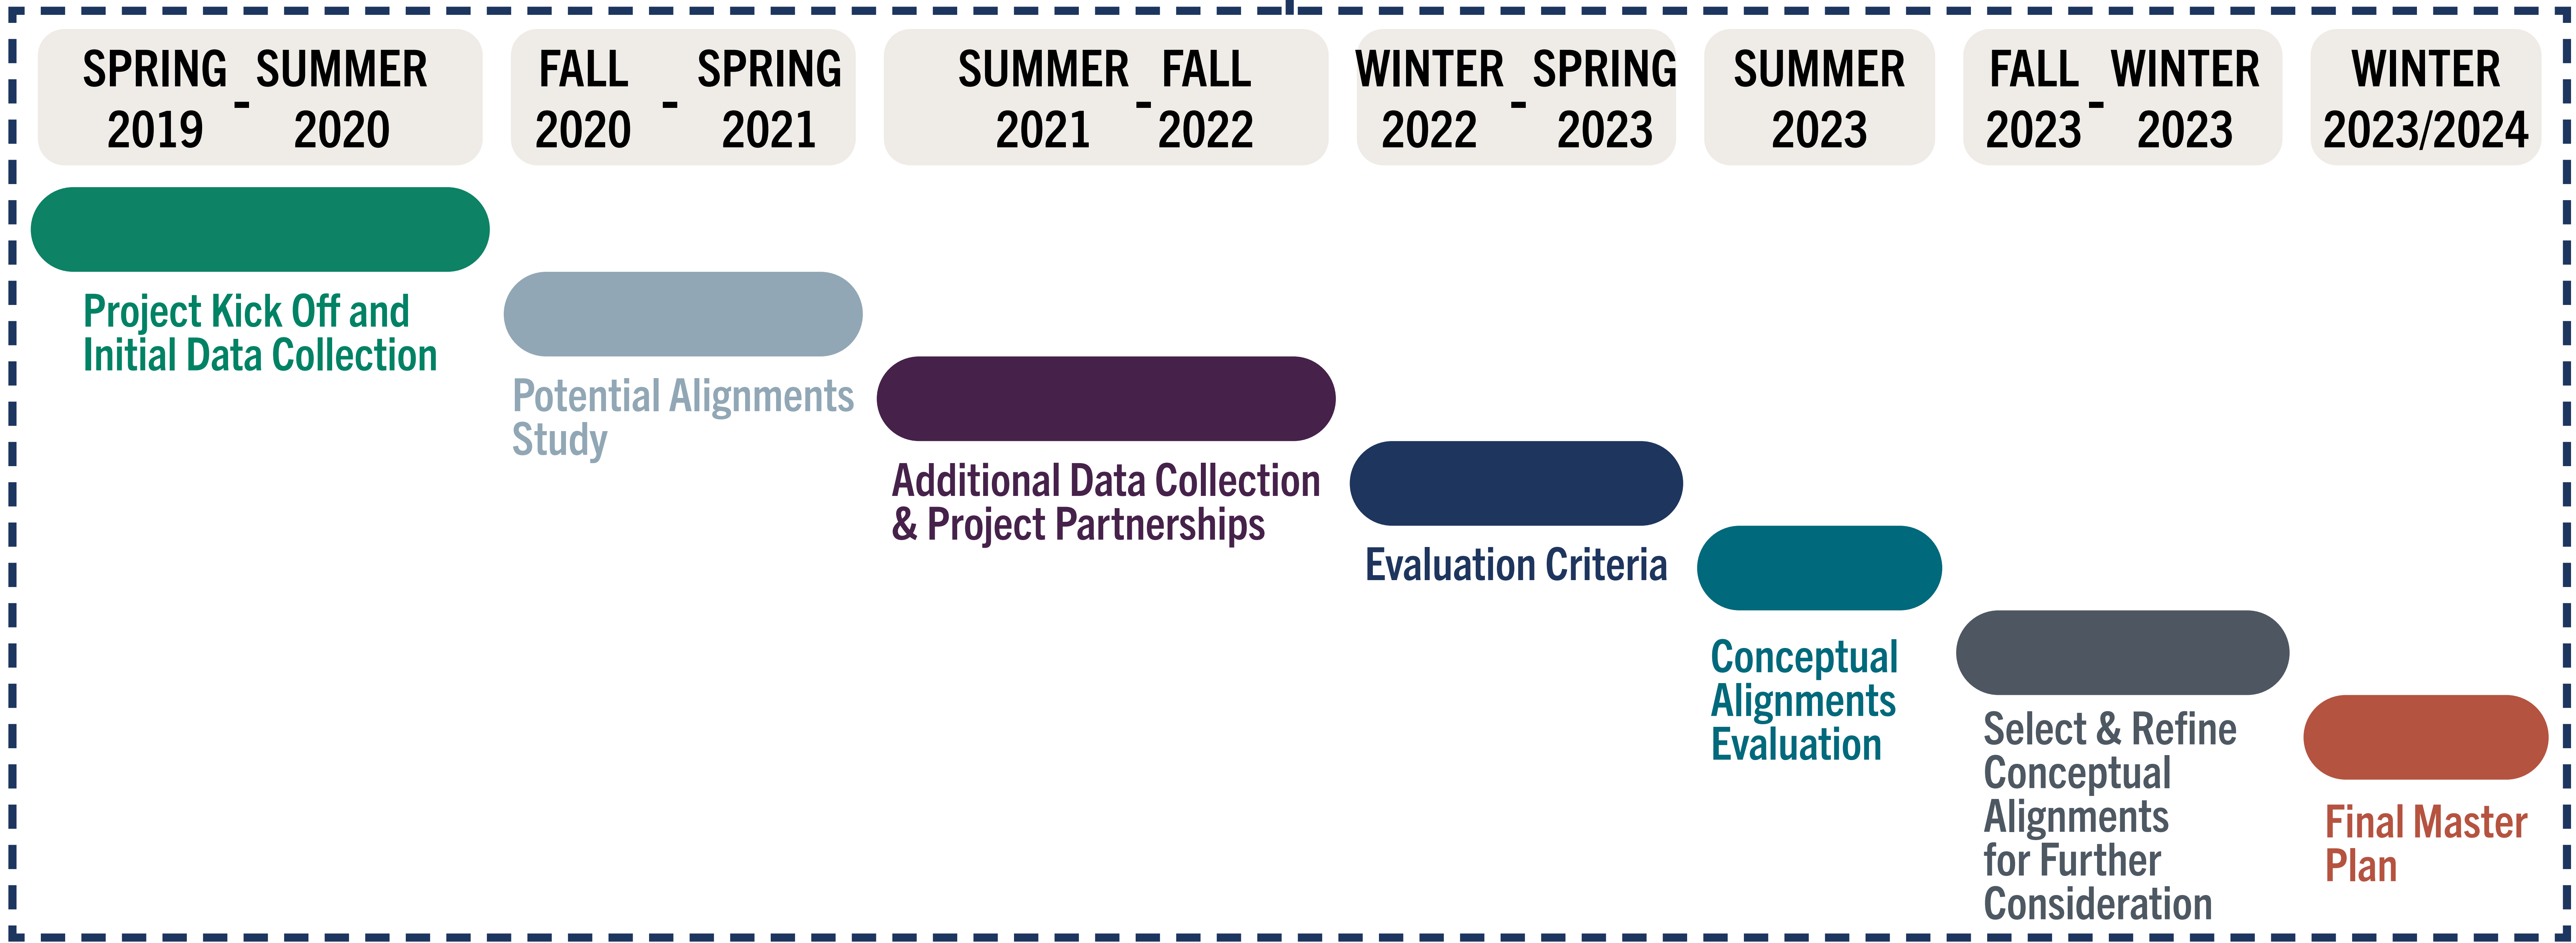 SPRING 2019 - SUMMER 2020
FALL 2020 - SPRING 2021
SUMMER 2021 - FALL 2022
WINTER 2022 - SPRING 2023
SUMMER 2023
FALL 2023 - WINTER 2023
WINTER 2023/2024
Project Kick Off and
Initial Data Collection
Potential Alignments
Study
Additional Data Collection
& Project Partnerships
Evaluation Criteria
Conceptual
Alignments
Evaluation
Select & Refine
Conceptual
Alignments
for Further
Consideration
Final Master
Plan